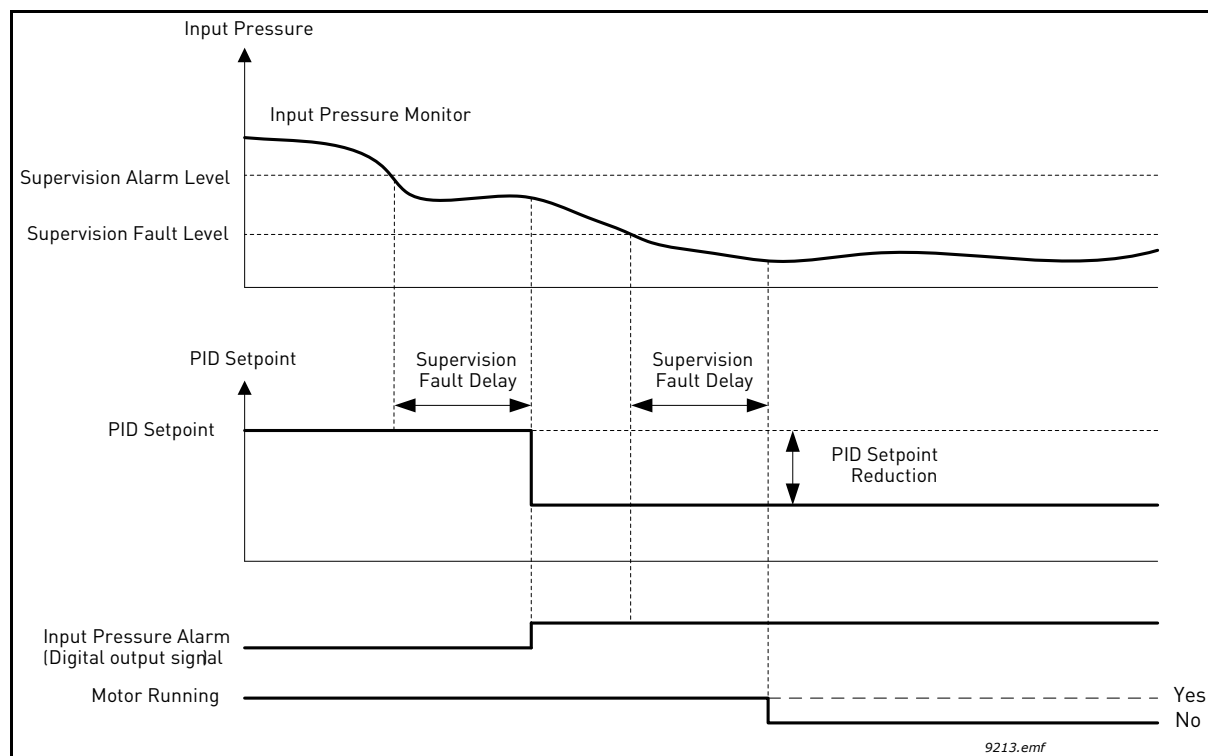 Input Pressure
Input Pressure Monitor
Supervision Alarm Level
Supervision Fault Level
PID Setpoint
Supervision
Fault Delay
Supervision
Fault Delay
PID Setpoint
PID Setpoint
Reduction
Input Pressure Alarm
(Digital output signal)
Motor Running
Yes
No
9213.emf